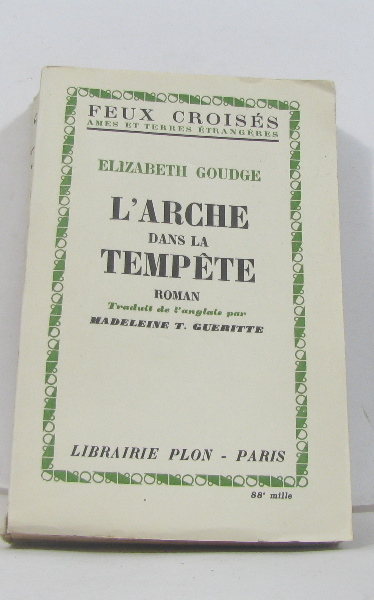 FEUX CROISÉS
AMES ET TERRES ÉTRANGÈRES
ELIZABETH GOUDGE
L'ARCHE
DANS LA
TEMPÊTE
ROMAN
Traduit de l'anglais par
MADELEINE T. GUERITTE
LIBRAIRIE PLON - PARIS
88e mille